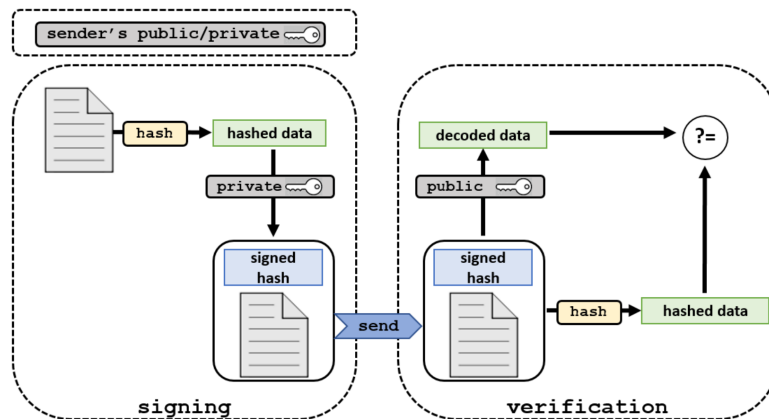 sender's public/private
hash
hashed data
private
signed
hash
send
signing
decoded data
?=
public
signed
hash
hash
hashed data
verification